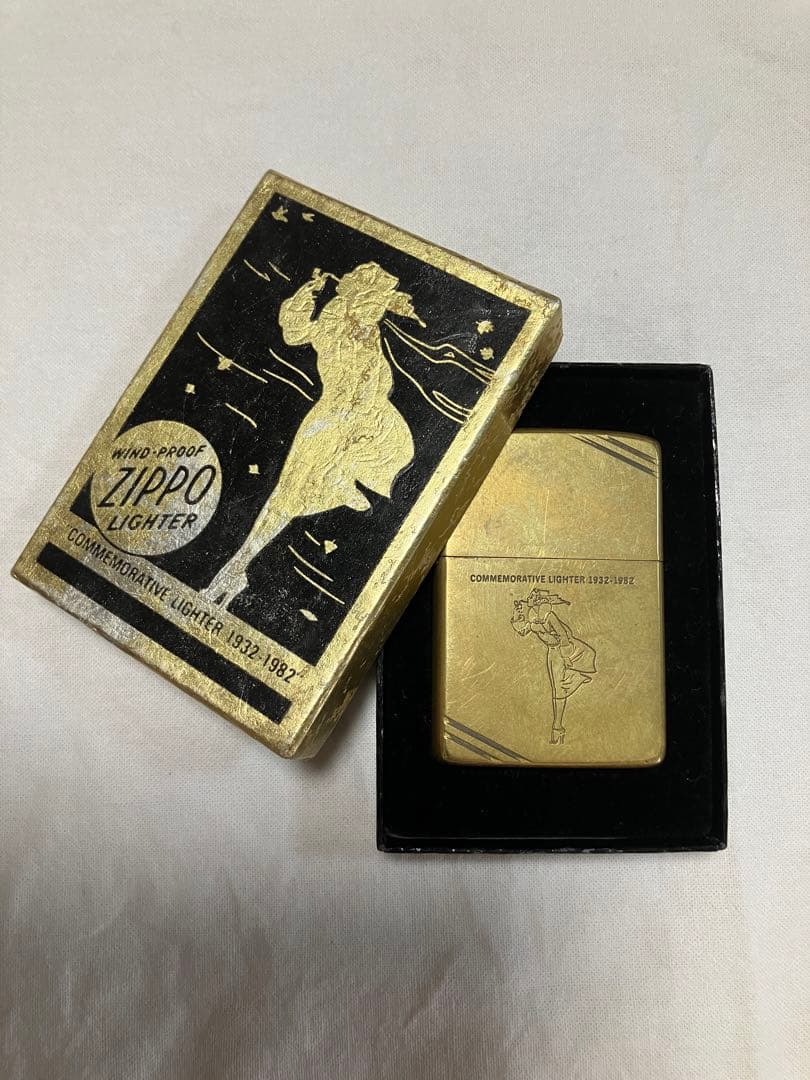 WIND-PROOF
ZIPPO
LIGHTER
"COMMEMORATIVE LIGHTER 1932-1982"
COMMEMORATIVE LIGHTER 1932-1982